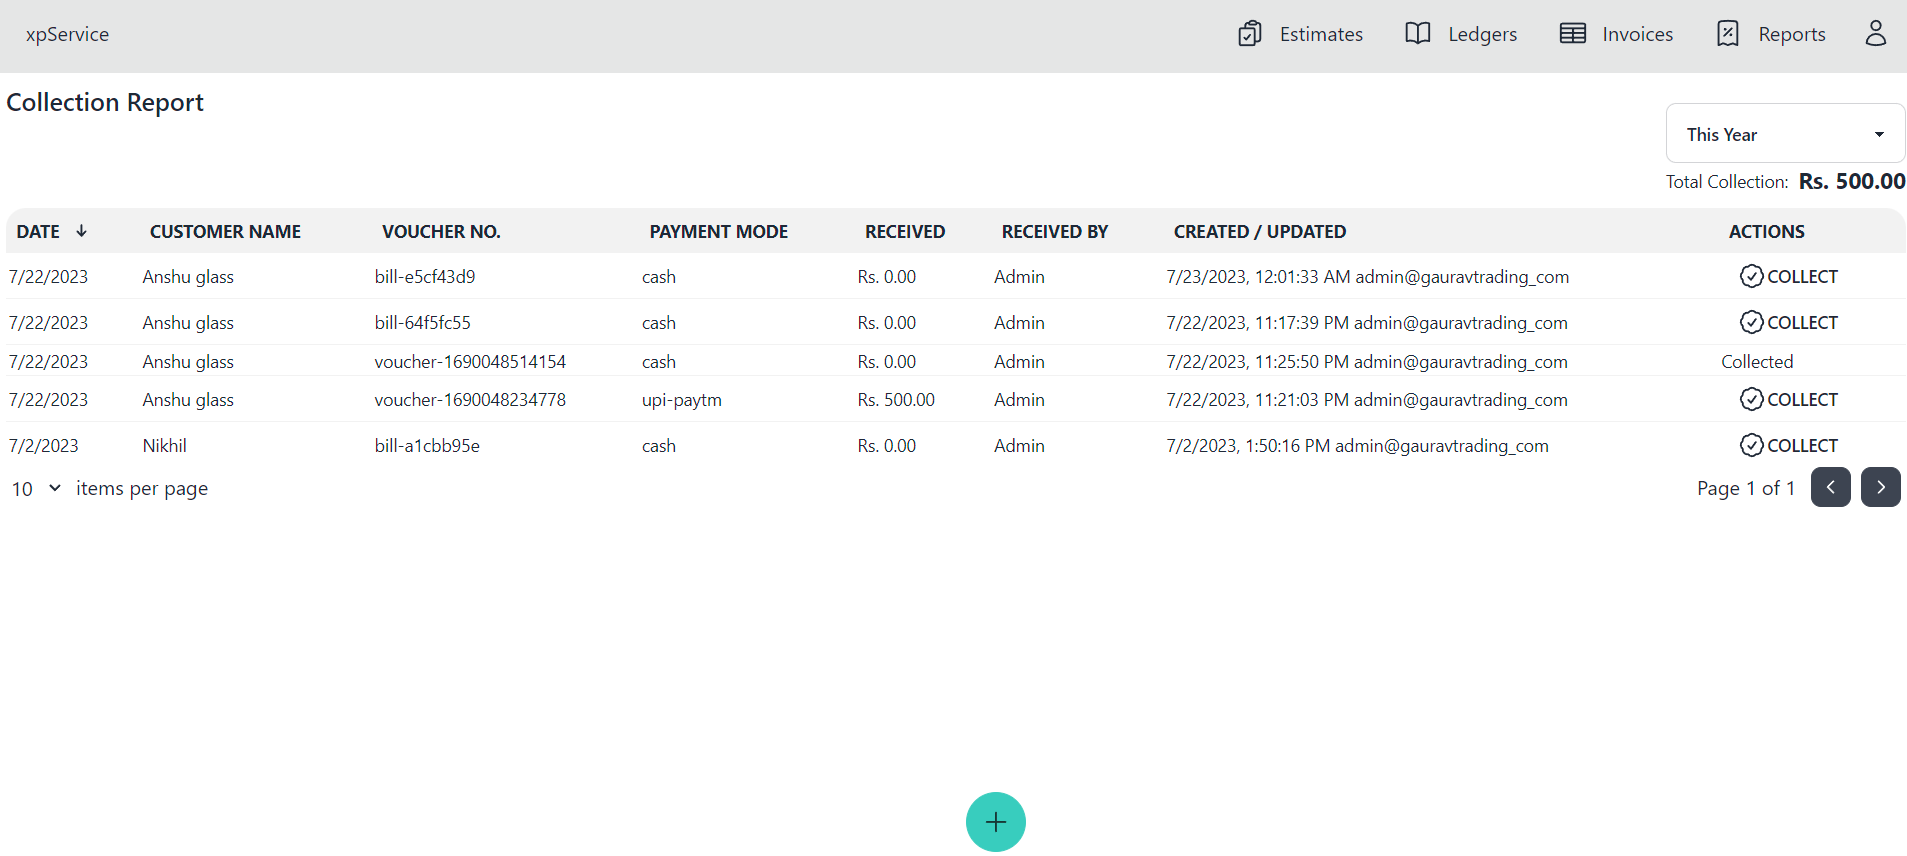 xpService Estimates Ledgers Invoices Reports
Collection Report
This Year
Total Collection: Rs. 500.00
DATE CUSTOMER NAME VOUCHER NO. PAYMENT MODE RECEIVED RECEIVED BY CREATED / UPDATED ACTIONS
7/22/2023 Anshu glass bill-e5cf43d9 cash Rs. 0.00 Admin 7/23/2023, 12:01:33 AM admin@gauravtrading_com COLLECT
7/22/2023 Anshu glass bill-64f5fc55 cash Rs. 0.00 Admin 7/22/2023, 11:17:39 PM admin@gauravtrading_com COLLECT
7/22/2023 Anshu glass voucher-1690048514154 cash Rs. 0.00 Admin 7/22/2023, 11:25:50 PM admin@gauravtrading_com Collected
7/22/2023 Anshu glass voucher-1690048234778 upi-paytm Rs. 500.00 Admin 7/22/2023, 11:21:03 PM admin@gauravtrading_com COLLECT
7/2/2023 Nikhil bill-a1cbb95e cash Rs. 0.00 Admin 7/2/2023, 1:50:16 PM admin@gauravtrading_com COLLECT
10 items per page Page 1 of 1